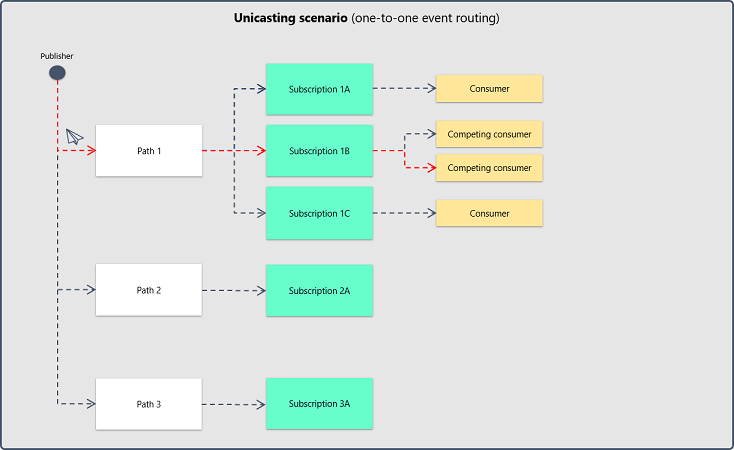 Unicasting scenario (one-to-one event routing)
Publisher
Path 1
Subscription 1A
Consumer
Subscription 1B
Competing consumer
Competing consumer
Subscription 1C
Consumer
Path 2
Subscription 2A
Path 3
Subscription 3A